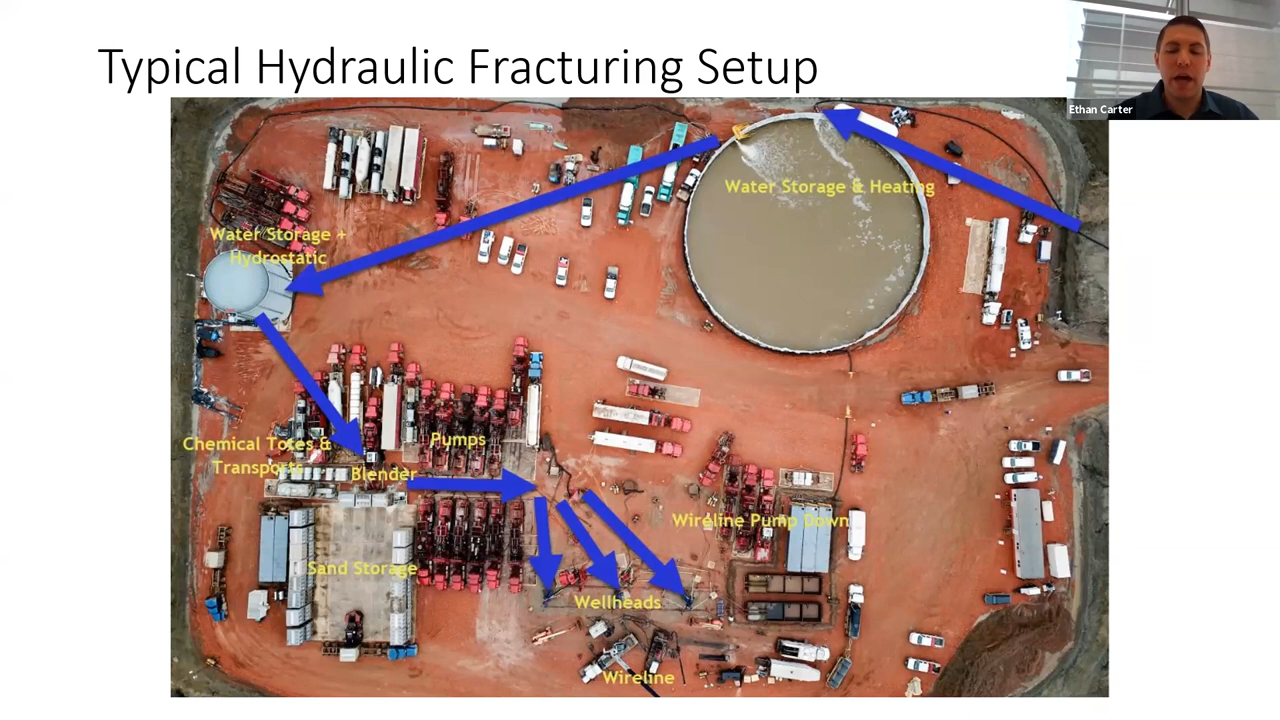 Typical Hydraulic Fracturing Setup
Ethan Carter
Water Storage & Heating
Water Storage +
Hydrostatic
Chemical Totes &
Transports
Pumps
Blender
Wireline Pump Down
Sand Storage
Wellheads
Wireline